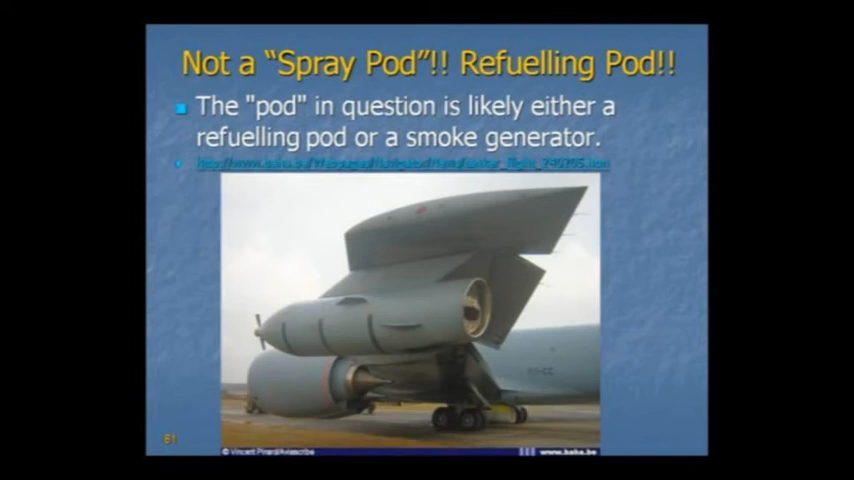 Not a “Spray Pod”!! Refuelling Pod!!
The "pod" in question is likely either a
refuelling pod or a smoke generator.
61
© Vincent Pirard/Aviascribe
www.baha.be